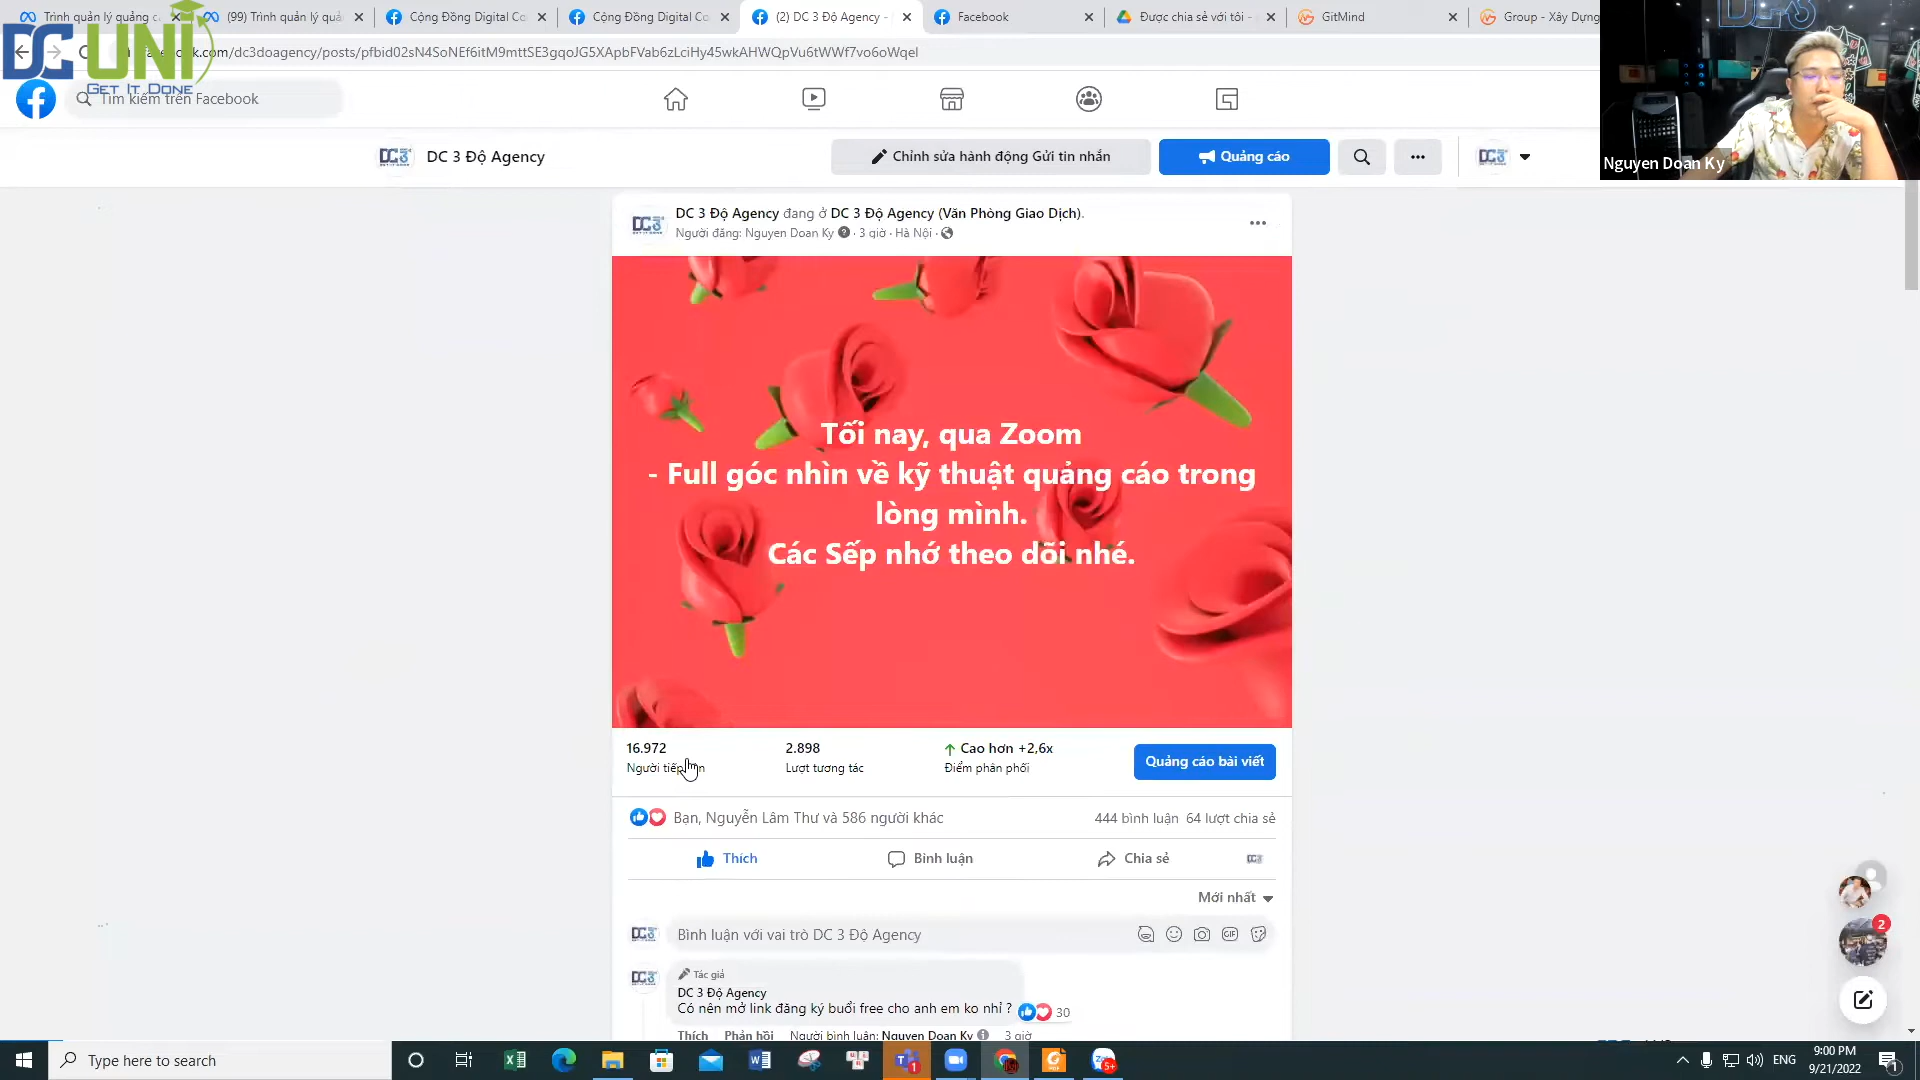 Trình quản lý quảng c
(99) Trình quản lý quả
Cộng Đồng Digital Co
Cộng Đồng Digital Co
(2) DC 3 Độ Agency -
Facebook
Được chia sẻ với tôi -
GitMind
Group - Xây Dựng
DC UNI
GET IT DONE
k.com/dc3doagency/posts/pfbid02sN4SoNEf6itM9mttSE3gqoJG5XApbFVab6zLciHy45wkAHWQpVu6tWWf7vo6oWqel
Tìm kiếm trên Facebook
DC 3 Độ Agency
Chỉnh sửa hành động Gửi tin nhắn
Quảng cáo
Nguyen Doan Ky
DC 3 Độ Agency đang ở DC 3 Độ Agency (Văn Phòng Giao Dịch).
Người đăng: Nguyen Doan Ky · 3 giờ · Hà Nội ·
Tối nay, qua Zoom
- Full góc nhìn về kỹ thuật quảng cáo trong
lòng mình.
Các Sếp nhớ theo dõi nhé.
16.972
Người tiếp n
2.898
Lượt tương tác
Cao hơn +2,6x
Điểm phân phối
Quảng cáo bài viết
Bạn, Nguyễn Lâm Thư và 586 người khác
444 bình luận 64 lượt chia sẻ
Thích
Bình luận
Chia sẻ
Mới nhất
Bình luận với vai trò DC 3 Độ Agency
Tác giả
DC 3 Độ Agency
Có nên mở link đăng ký buổi free cho anh em ko nhỉ ?
30
Thích Phản hồi Người bình luận: Nguyen Doan Ky 3 giờ
2
Type here to search
ENG
9:00 PM
9/21/2022